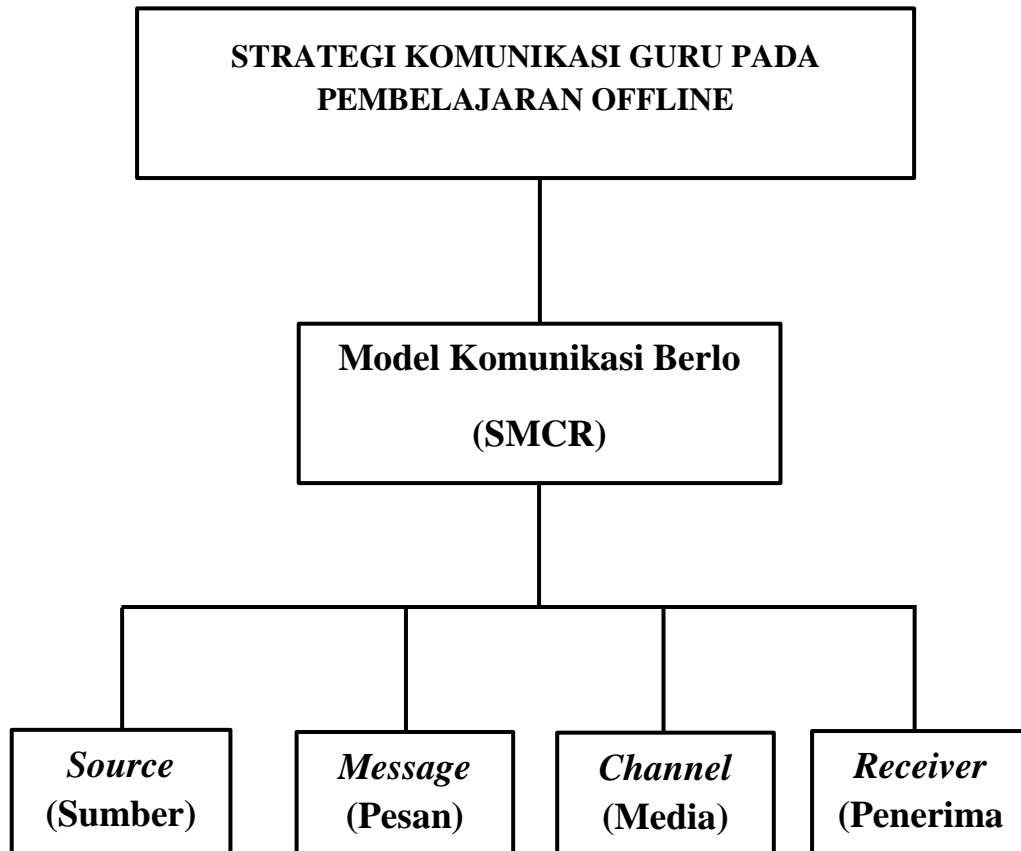 STRATEGI KOMUNIKASI GURU PADA
PEMBELAJARAN OFFLINE
Model Komunikasi Berlo
(SMCR)
Source
(Sumber)
Message
(Pesan)
Channel
(Media)
Receiver
(Penerima